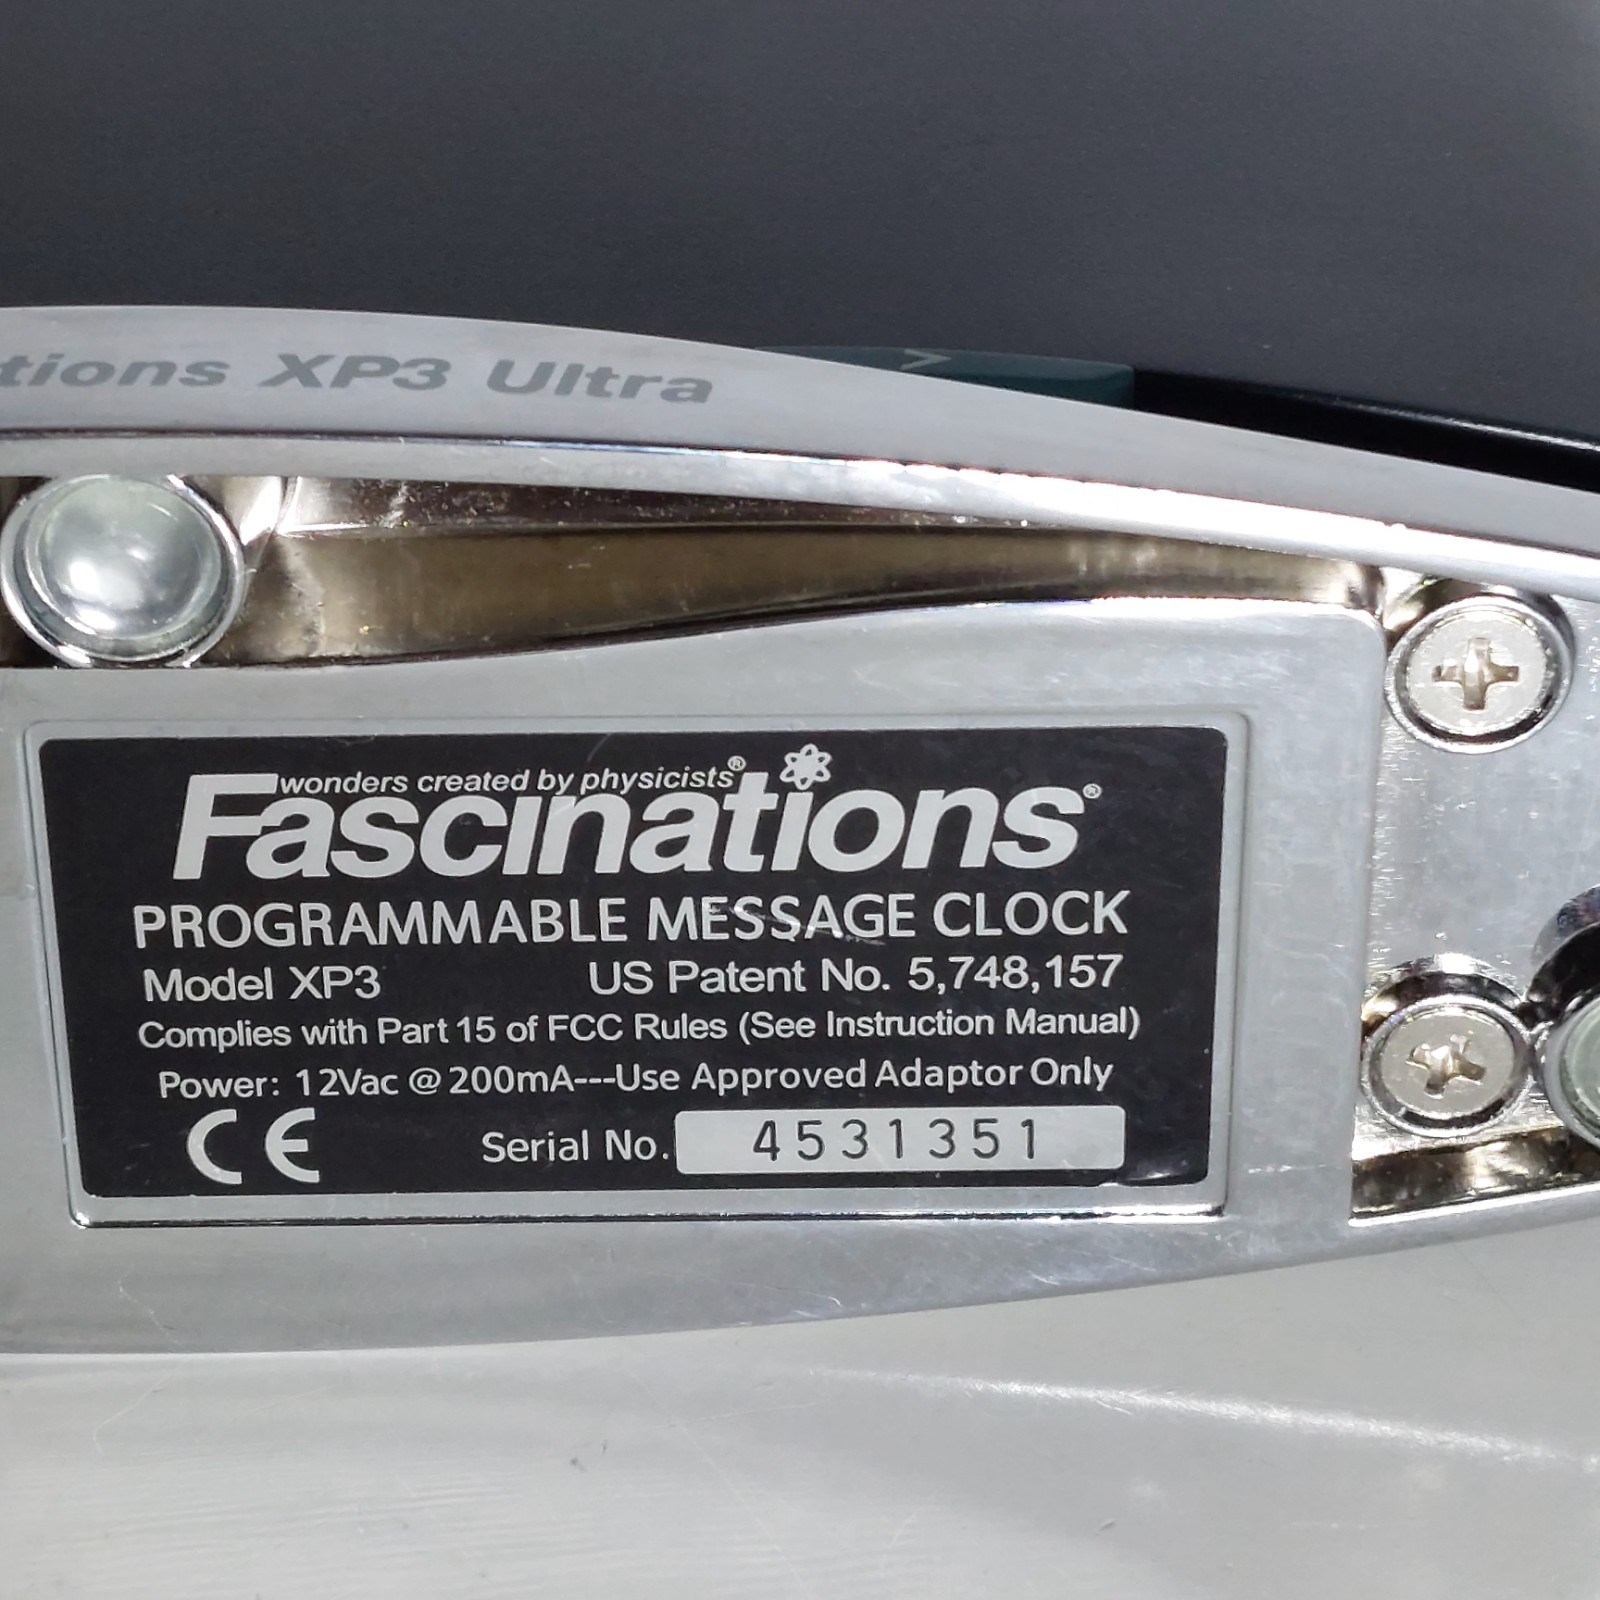 tions XP3 Ultra
wonders created by physicists®
Fascinations®
PROGRAMMABLE MESSAGE CLOCK
Model XP3 US Patent No. 5,748,157
Complies with Part 15 of FCC Rules (See Instruction Manual)
Power: 12Vac @ 200mA---Use Approved Adaptor Only
CE Serial No. 4531351